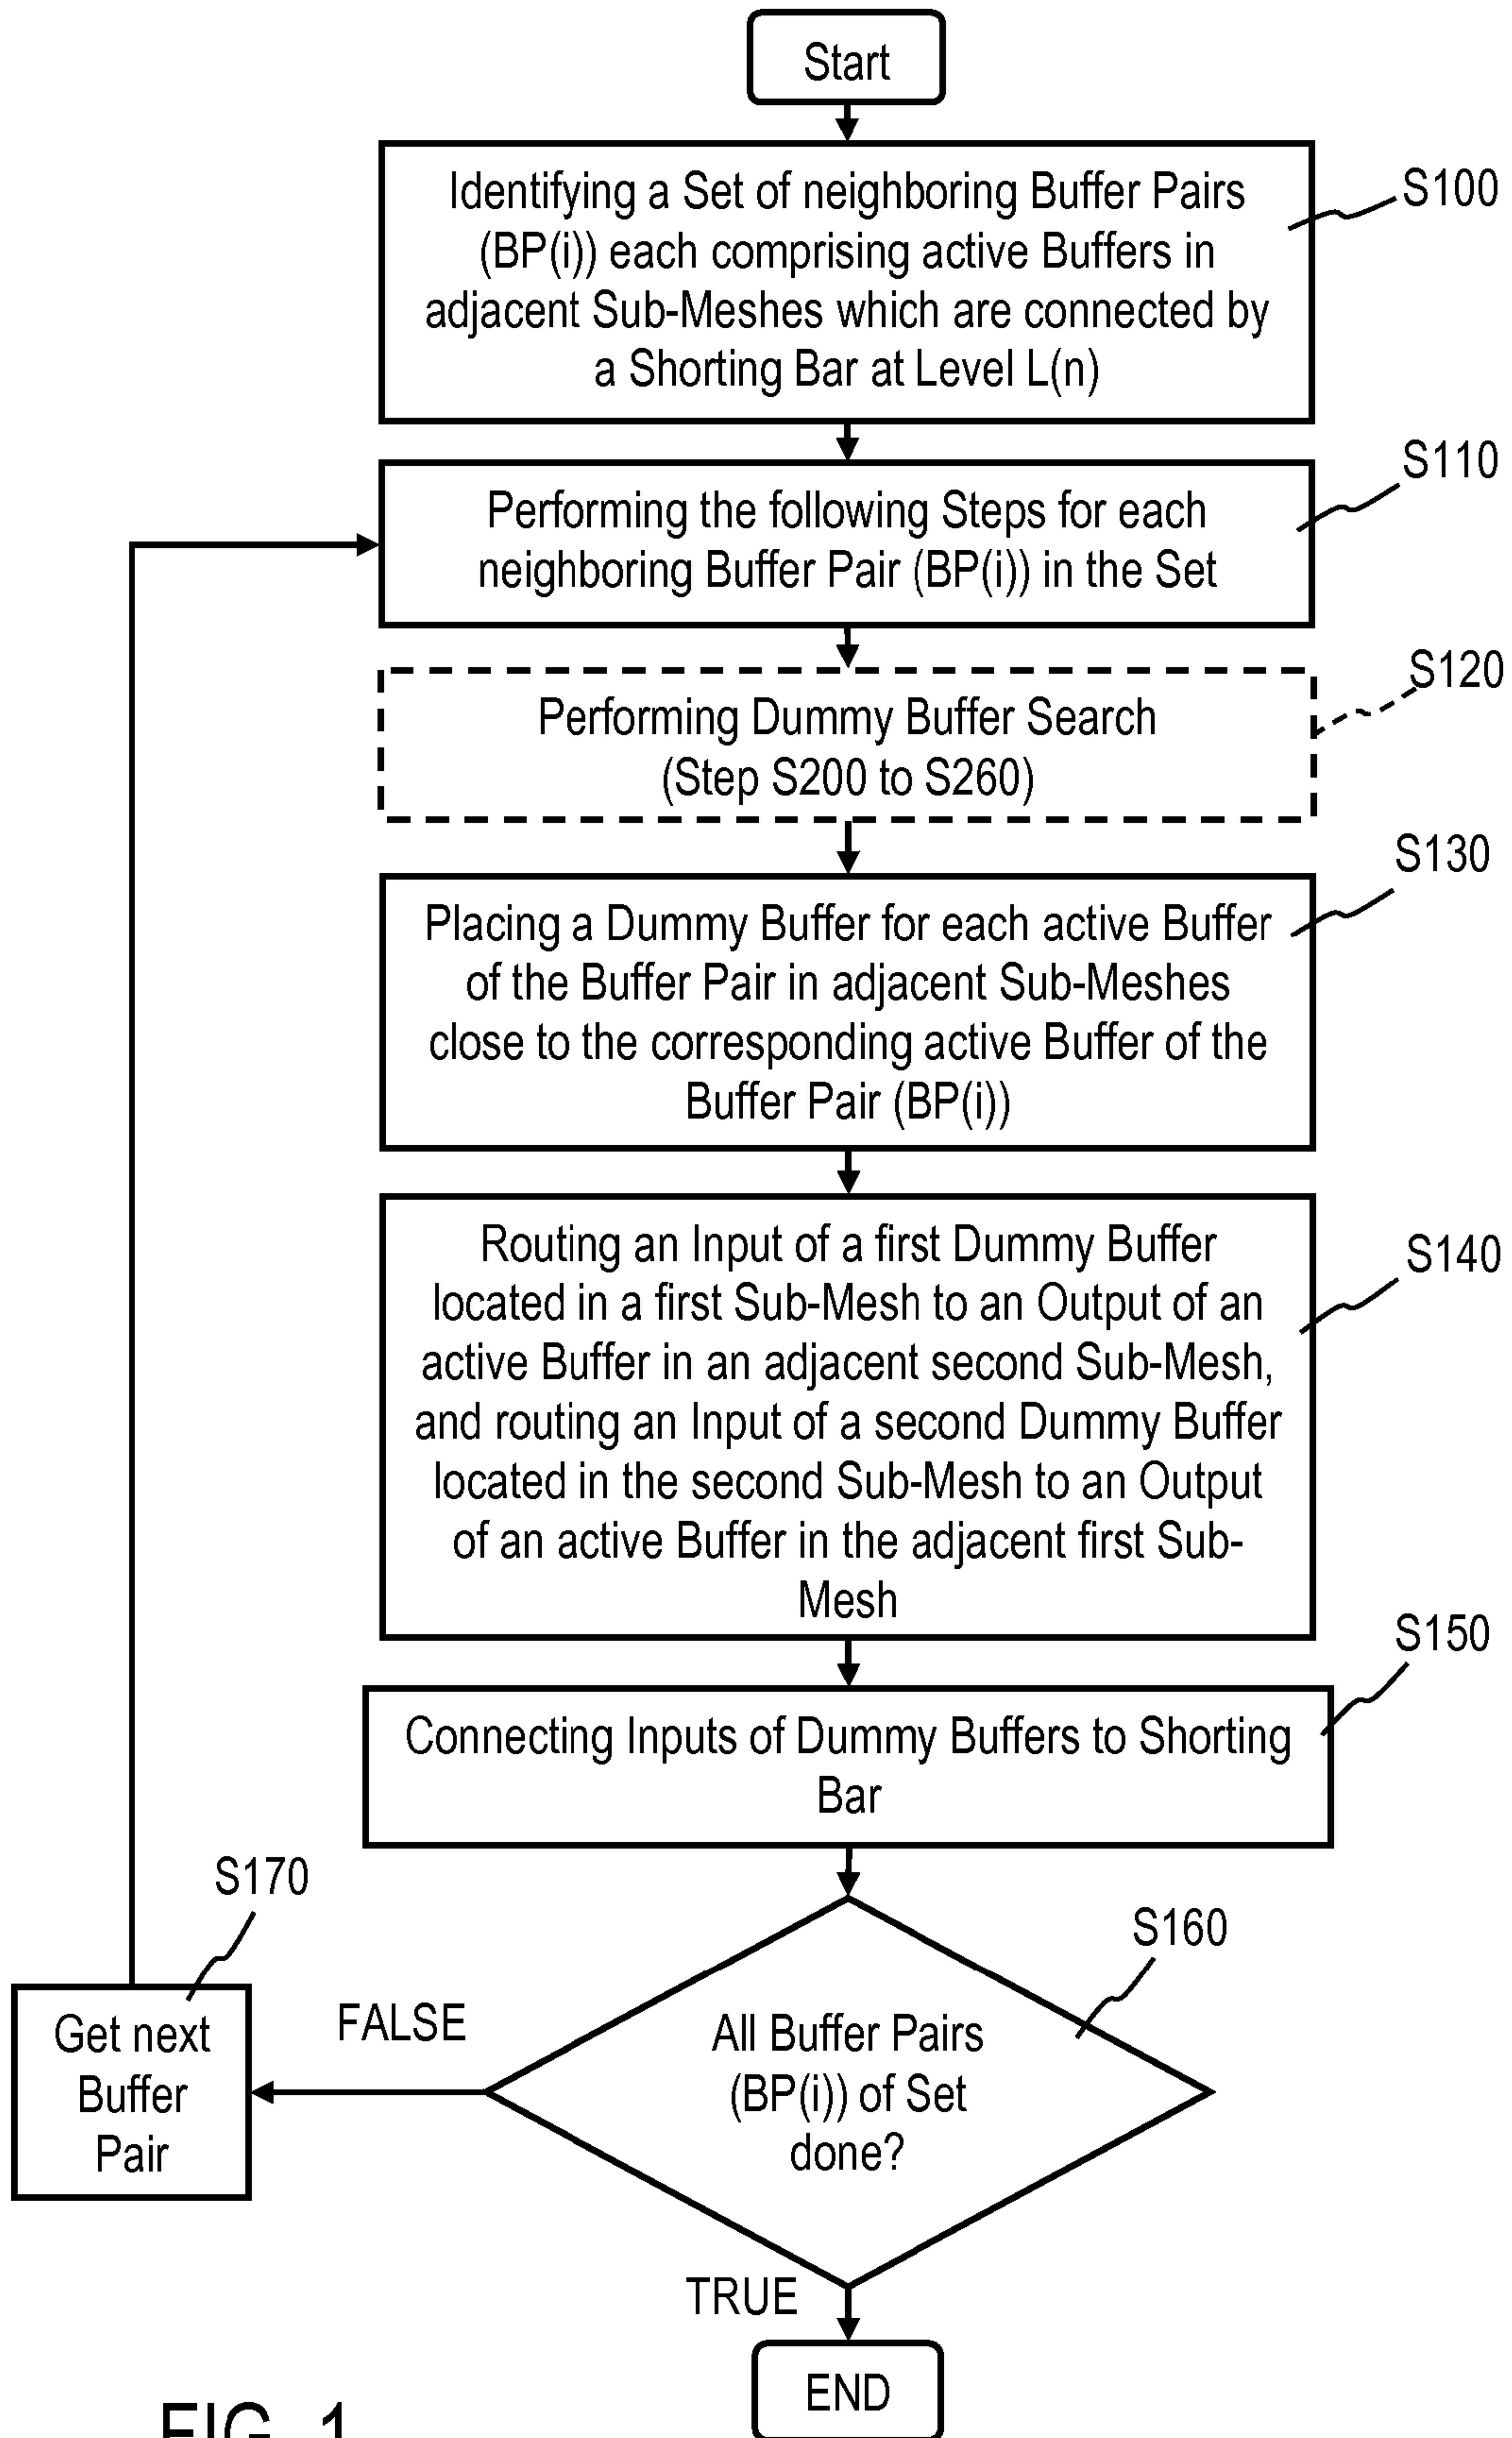 Start
Identifying a Set of neighboring Buffer Pairs
(BP(i)) each comprising active Buffers in
adjacent Sub-Meshes which are connected by
a Shorting Bar at Level L(n)
S100
Performing the following Steps for each
neighboring Buffer Pair (BP(i)) in the Set
S110
Performing Dummy Buffer Search
(Step S200 to S260)
S120
Placing a Dummy Buffer for each active Buffer
of the Buffer Pair in adjacent Sub-Meshes
close to the corresponding active Buffer of the
Buffer Pair (BP(i))
S130
Routing an Input of a first Dummy Buffer
located in a first Sub-Mesh to an Output of an
active Buffer in an adjacent second Sub-Mesh,
and routing an Input of a second Dummy Buffer
located in the second Sub-Mesh to an Output
of an active Buffer in the adjacent first Sub-
Mesh
S140
Connecting Inputs of Dummy Buffers to Shorting
Bar
S150
All Buffer Pairs
(BP(i)) of Set
done?
S160
FALSE
Get next
Buffer
Pair
S170
TRUE
END
FIG. 1